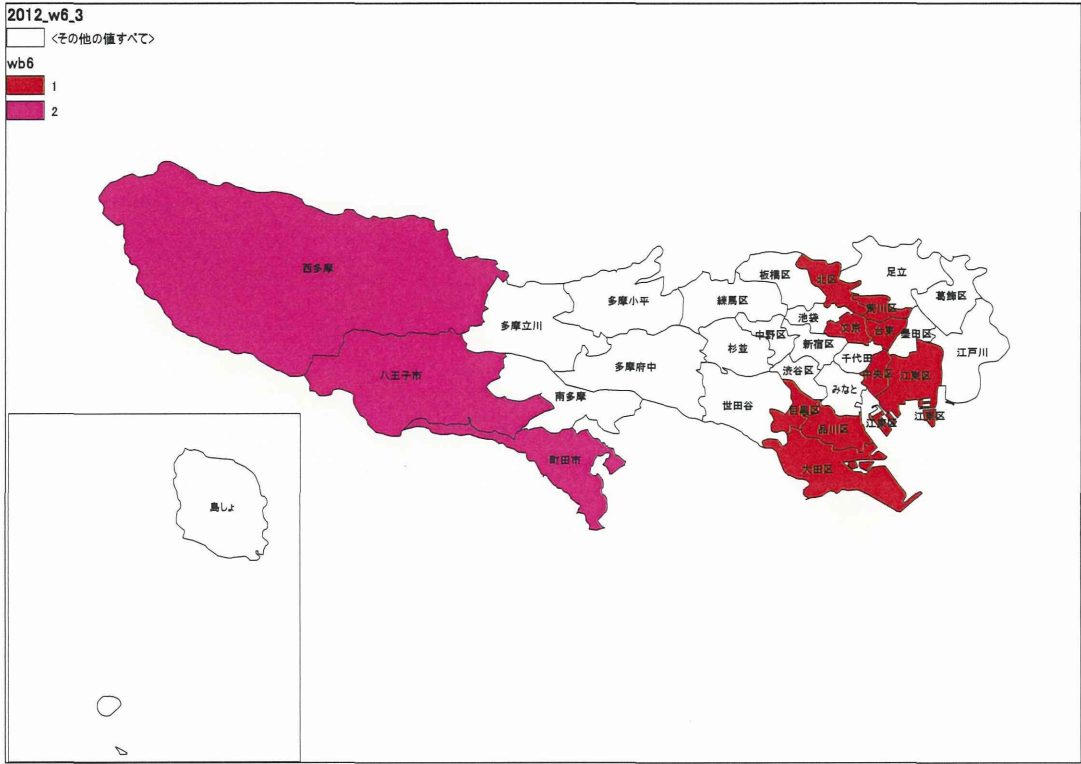 2012_w6_3
<その他の値すべて>
wb6
1
2
西多摩
多摩立川
多摩小平
練馬区
板橋区
北区
足立
葛飾区
荒川区
池袋
文京
台東
墨田区
江戸川
中野区
新宿区
杉並
千代田
多摩府中
渋谷区
中央区
江東区
八王子市
南多摩
世田谷
みなと
目黒区
江東区
江東区
品川区
町田市
大田区
島しょ